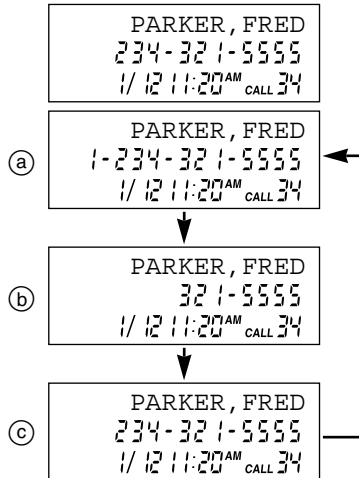 PARKER,FRED
234-321-5555
1/12 11:20AM CALL 34
PARKER,FRED
ⓐ 1-234-321-5555
1/12 11:20AM CALL 34
PARKER,FRED
ⓑ 321-5555
1/12 11:20AM CALL 34
PARKER,FRED
ⓒ 234-321-5555
1/12 11:20AM CALL 34